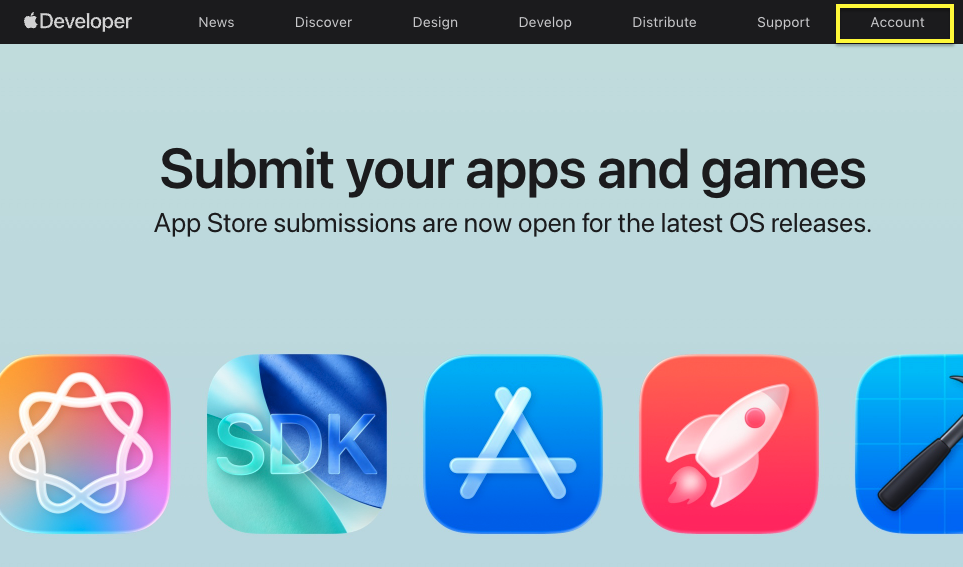 Developer News Discover Design Develop Distribute Support Account
Submit your apps and games
App Store submissions are now open for the latest OS releases.
SDK